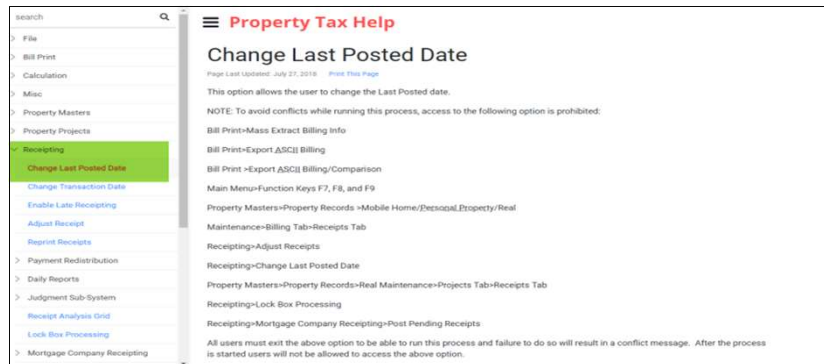 search
File
Bill Print
Calculation
Misc
Property Masters
Property Projects
Receipting
Change Last Posted Date
Change Transaction Date
Enable Late Receipting
Adjust Receipt
Reprint Receipts
Payment Redistribution
Daily Reports
Judgment Sub-System
Receipt Analysis Grid
Lock Box Processing
Mortgage Company Receipting
Property Tax Help
Change Last Posted Date
Page Last Updated: July 27, 2018 Print This Page
This option allows the user to change the Last Posted date.
NOTE: To avoid conflicts while running this process, access to the following option is prohibited:
Bill Print>Mass Extract Billing Info
Bill Print>Export ASCII Billing
Bill Print >Export ASCII Billing/Comparison
Main Menu>Function Keys F7, F8, and F9
Property Masters>Property Records >Mobile Home/Personal Property/Real
Maintenance>Billing Tab>Receipts Tab
Receipting>Adjust Receipts
Receipting>Change Last Posted Date
Property Masters>Property Records>Real Maintenance>Projects Tab>Receipts Tab
Receipting>Lock Box Processing
Receipting>Mortgage Company Receipting>Post Pending Receipts
All users must exit the above option to be able to run this process and failure to do so will result in a conflict message. After the process
is started users will not be allowed to access the above option.